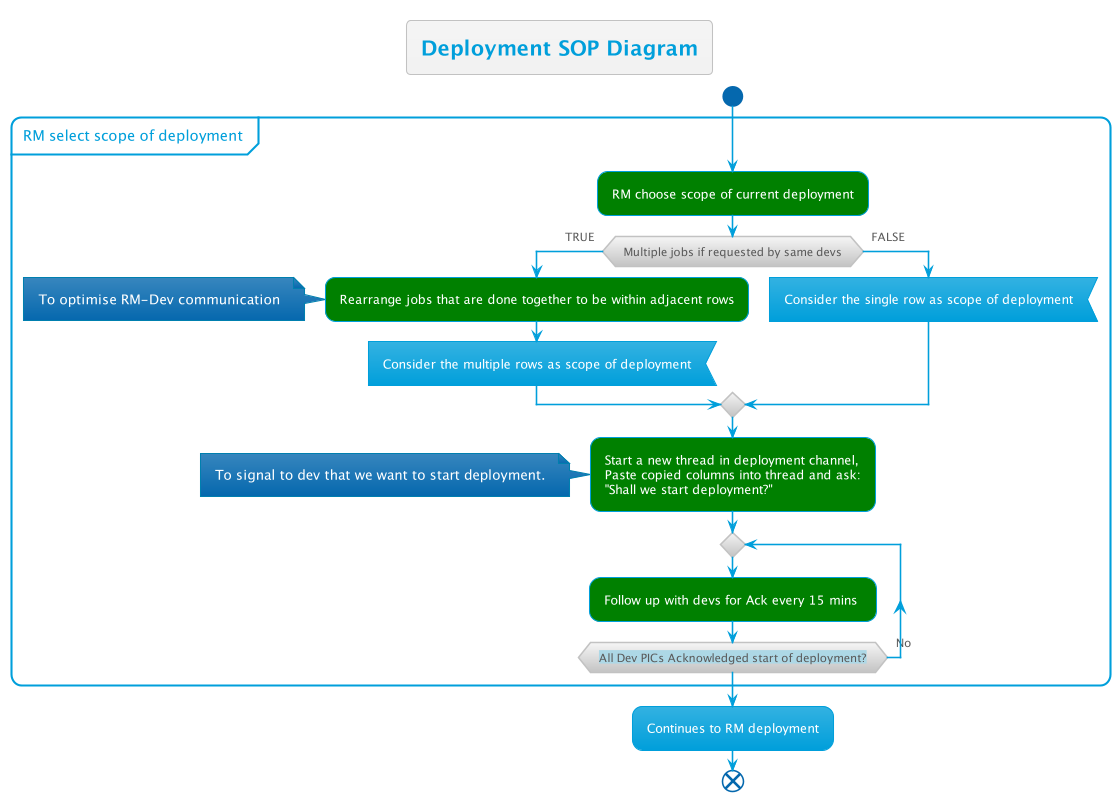 Deployment SOP Diagram
RM select scope of deployment
RM choose scope of current deployment
TRUE
Multiple jobs if requested by same devs
FALSE
To optimise RM-Dev communication
Rearrange jobs that are done together to be within adjacent rows
Consider the single row as scope of deployment
Consider the multiple rows as scope of deployment
To signal to dev that we want to start deployment.
Start a new thread in deployment channel,
Paste copied columns into thread and ask:
"Shall we start deployment?"
Follow up with devs for Ack every 15 mins
No
All Dev PICs Acknowledged start of deployment?
Continues to RM deployment